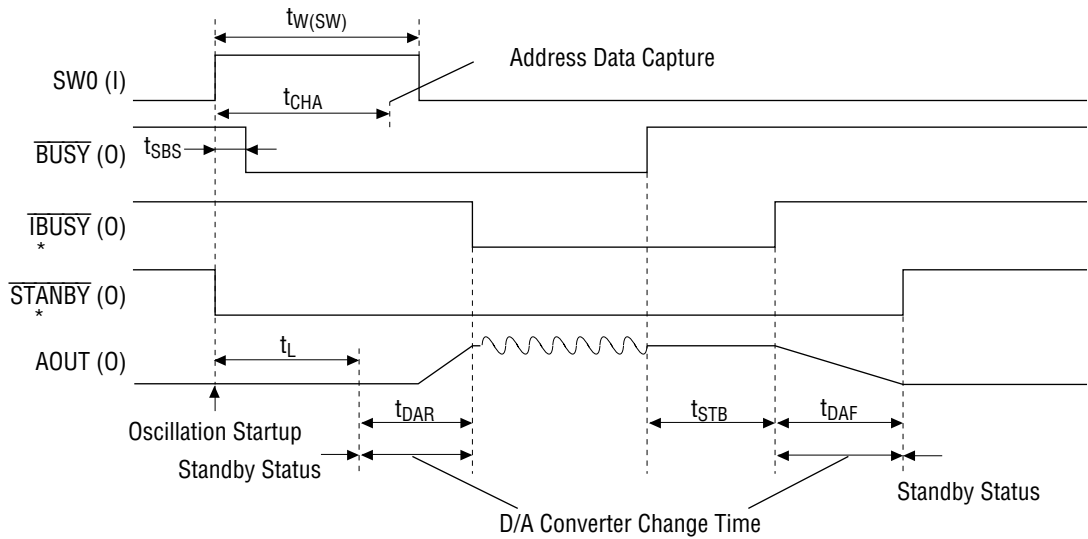 tW(SW)
SW0 (I)
Address Data Capture
tCHA
BUSY (O)
tSBS
IBUSY (O)
*
STANBY (O)
*
tL
AOUT (O)
tDAR
tSTB
tDAF
Oscillation Startup
Standby Status
Standby Status
D/A Converter Change Time